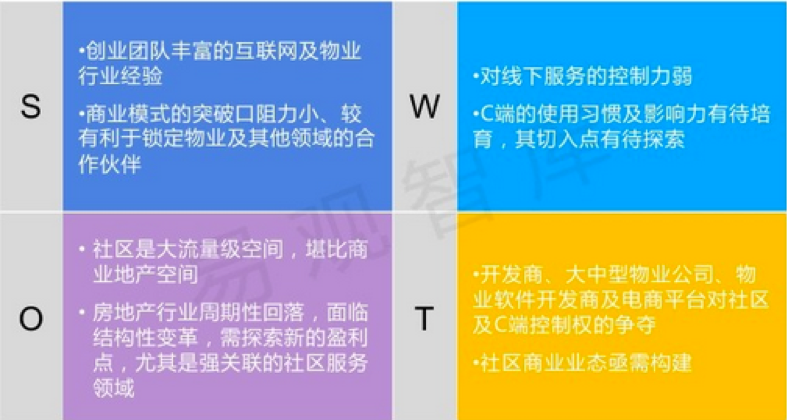 S
•创业团队丰富的互联网及物业
行业经验
•商业模式的突破口阻力小、较
有利于锁定物业及其他领域的合
作伙伴
W
•对线下服务的控制力弱
•C端的使用习惯及影响力有待培
育，其切入点有待探索
O
• 社区是大流量级空间，堪比商
业地产空间
• 房地产行业周期性回落，面临
结构性变革，需探索新的盈利
点，尤其是强关联的社区服务
领域
T
•开发商、大中型物业公司、物
业软件开发商及电商平台对社区
及C端控制权的争夺
•社区商业业态亟需构建
易观智库